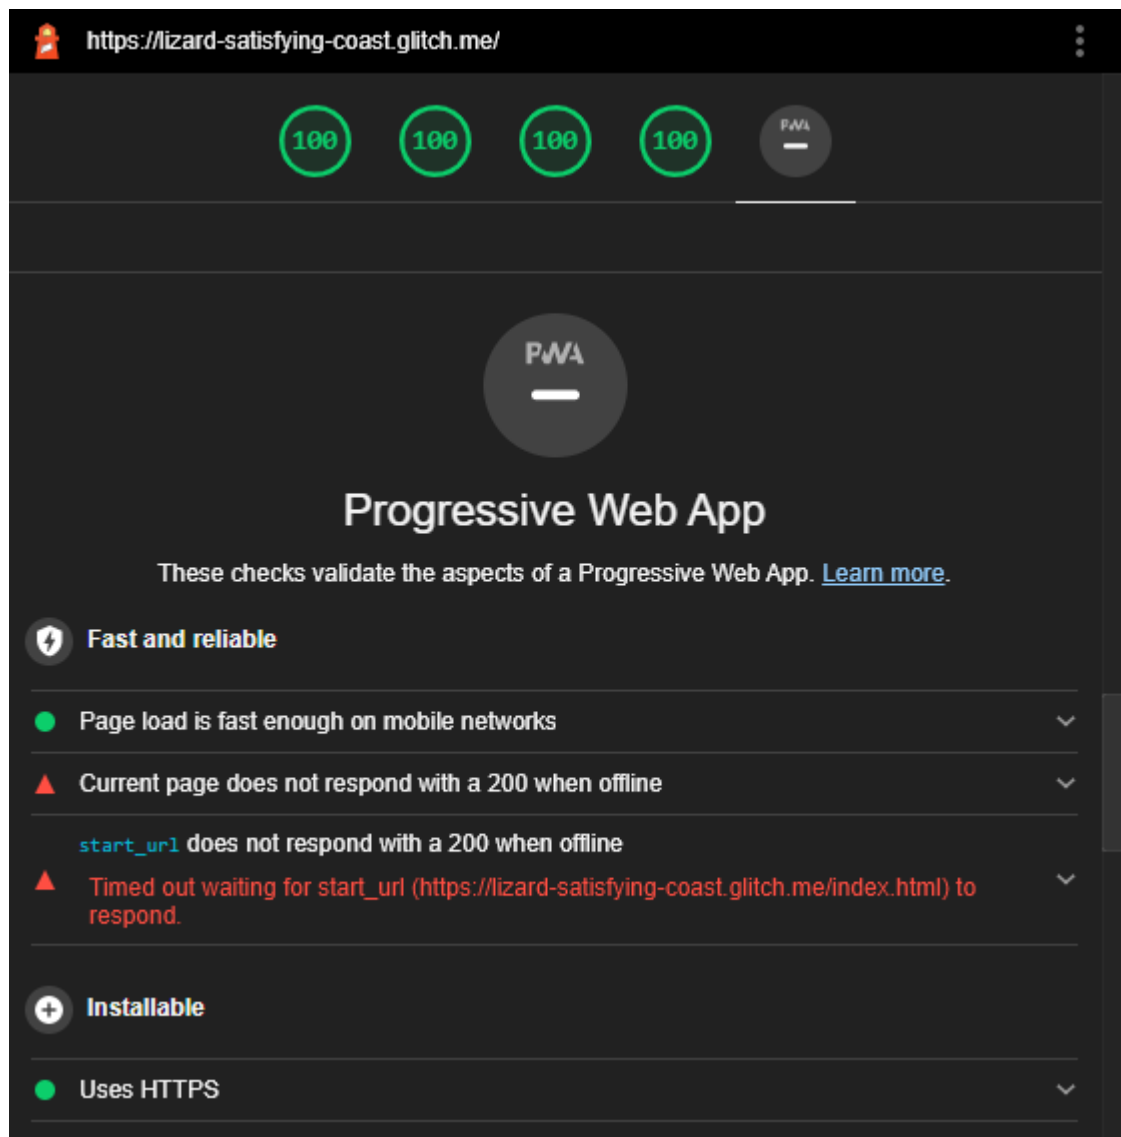 https://lizard-satisfying-coast.glitch.me/
100 100 100 100 PWA
PWA
Progressive Web App
These checks validate the aspects of a Progressive Web App. Learn more.
Fast and reliable
Page load is fast enough on mobile networks
Current page does not respond with a 200 when offline
start_url does not respond with a 200 when offline
Timed out waiting for start_url (https://lizard-satisfying-coast.glitch.me/index.html) to
respond.
Installable
Uses HTTPS